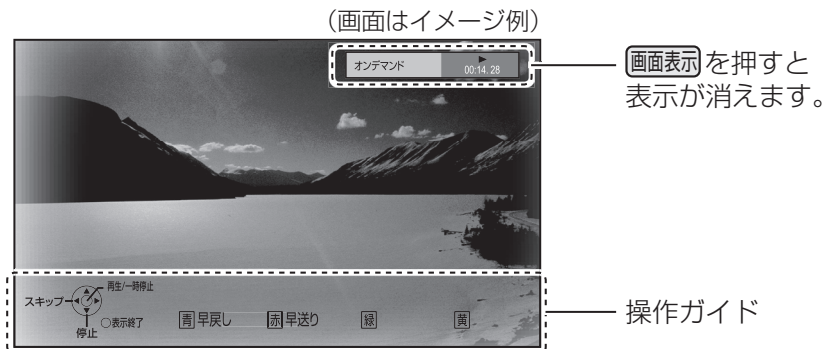 （画面はイメージ例）
オンデマンド
00:14.28
画面表示を押すと
表示が消えます。
再生/一時停止
スキップ
○表示終了
停止
青 早戻し 赤 早送り 緑 黄
操作ガイド